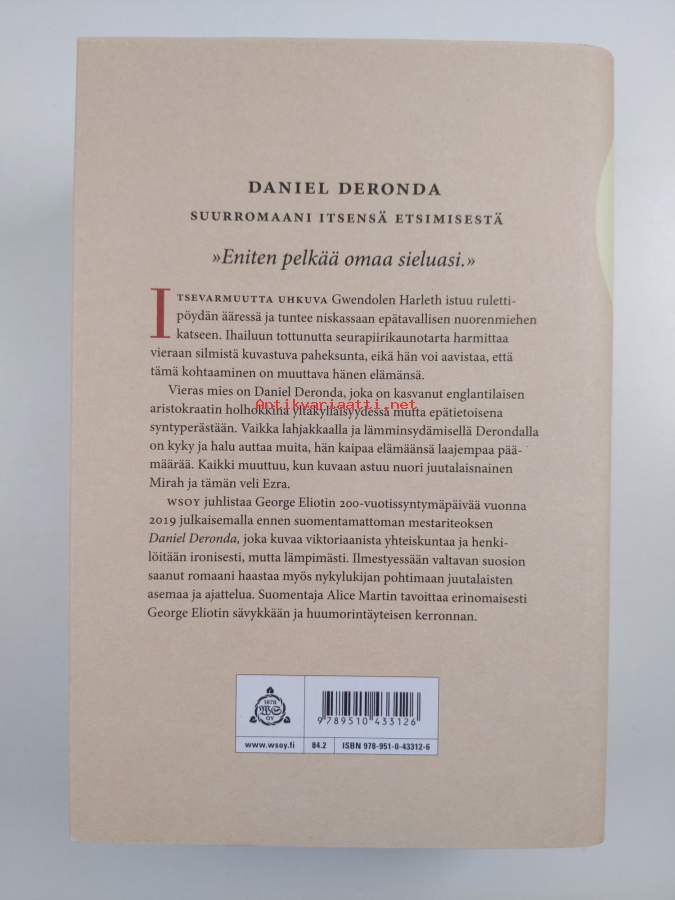 DANIEL DERONDA
SUURROMAANI ITSENSÄ ETSIMISESTÄ
»Eniten pelkää omaa sieluasi.»
ITSEVARMUUTTA UHKUVA Gwendolen Harleth istuu ruletti-
pöydän ääressä ja tuntee niskassaan epätavallisen nuorenmiehen
katseen. Ihailuun tottunutta seurapiirikaunotarta harmittaa
vieraan silmistä kuvastuva paheksunta, eikä hän voi aavistaa, että
tämä kohtaaminen on muuttava hänen elämänsä.
Vieras mies on Daniel Deronda, joka on kasvanut englantilaisen
Antikvariaatti.net
aristokraatin holhokkina yltäkylläisyydessä mutta epätietoisena
syntyperästään. Vaikka lahjakkaalla ja lämminsydämisellä Derondalla
on kyky ja halu auttaa muita, hän kaipaa elämäänsä laajempaa pää-
määrää. Kaikki muuttuu, kun kuvaan astuu nuori juutalaisnainen
Mirah ja tämän veli Ezra.
WSOY juhlistaa George Eliotin 200-vuotissyntymäpäivää vuonna
2019 julkaisemalla ennen suomentamattoman mestariteoksen
Daniel Deronda, joka kuvaa viktoriaanista yhteiskuntaa ja henki-
löitään ironisesti, mutta lämpimästi. Ilmestyessään valtavan suosion
saanut romaani haastaa myös nykylukijan pohtimaan juutalaisten
asemaa ja ajattelua. Suomentaja Alice Martin tavoittaa erinomaisesti
George Eliotin sävykkään ja huumorintäyteisen kerronnan.
1878
WS
OY
9 789510 433126
www.wsoy.fi 84.2 ISBN 978-951-0-43312-6